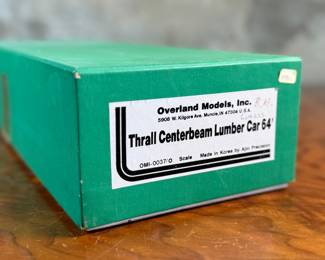 Overland Models, Inc.
5908 W. Kilgore Ave. Muncie, IN 47304 U.S.A.
Thrall Centerbeam Lumber Car 64'
OMI-0037/O Scale Made in Korea by Ajin Precision